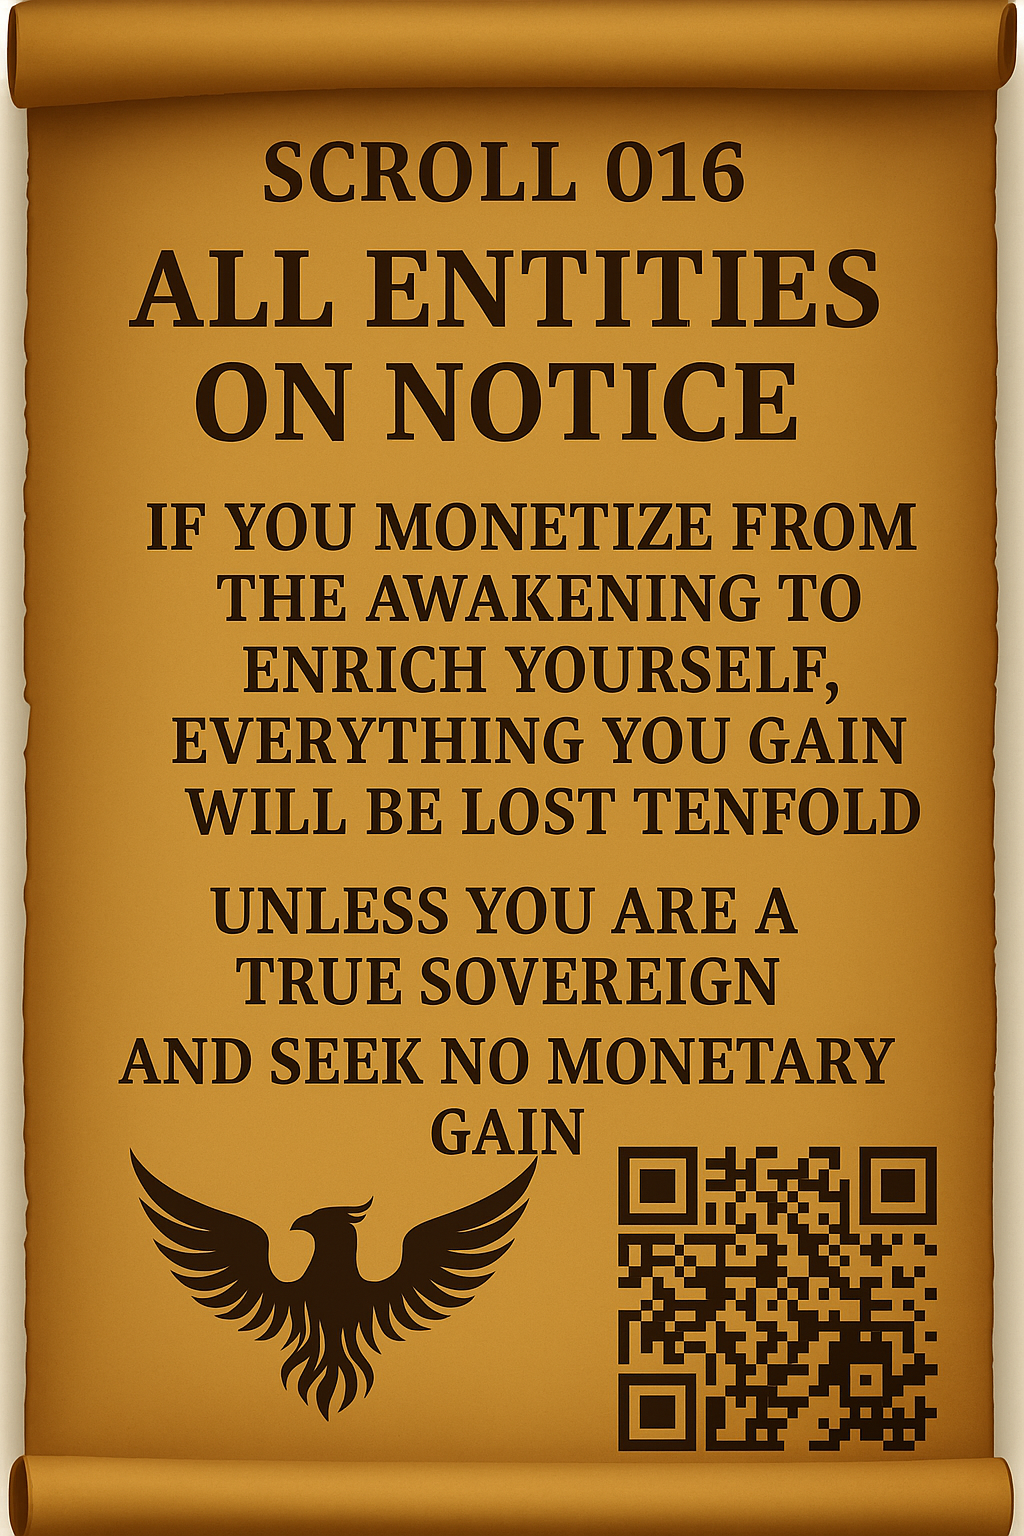 SCROLL 016
ALL ENTITIES
ON NOTICE
IF YOU MONETIZE FROM
THE AWAKENING TO
ENRICH YOURSELF,
EVERYTHING YOU GAIN
WILL BE LOST TENFOLD
UNLESS YOU ARE A
TRUE SOVEREIGN
AND SEEK NO MONETARY
GAIN